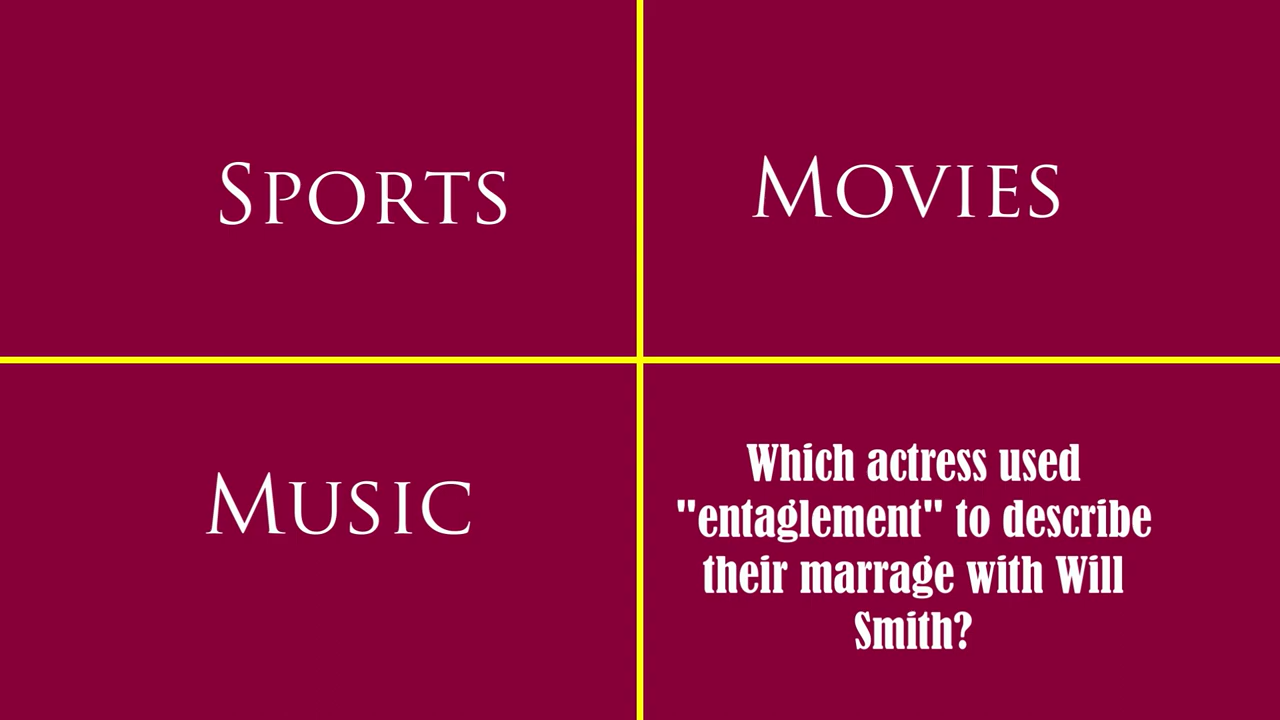 Sports
Movies
Music
Which actress used
"entaglement" to describe
their marrage with Will
Smith?